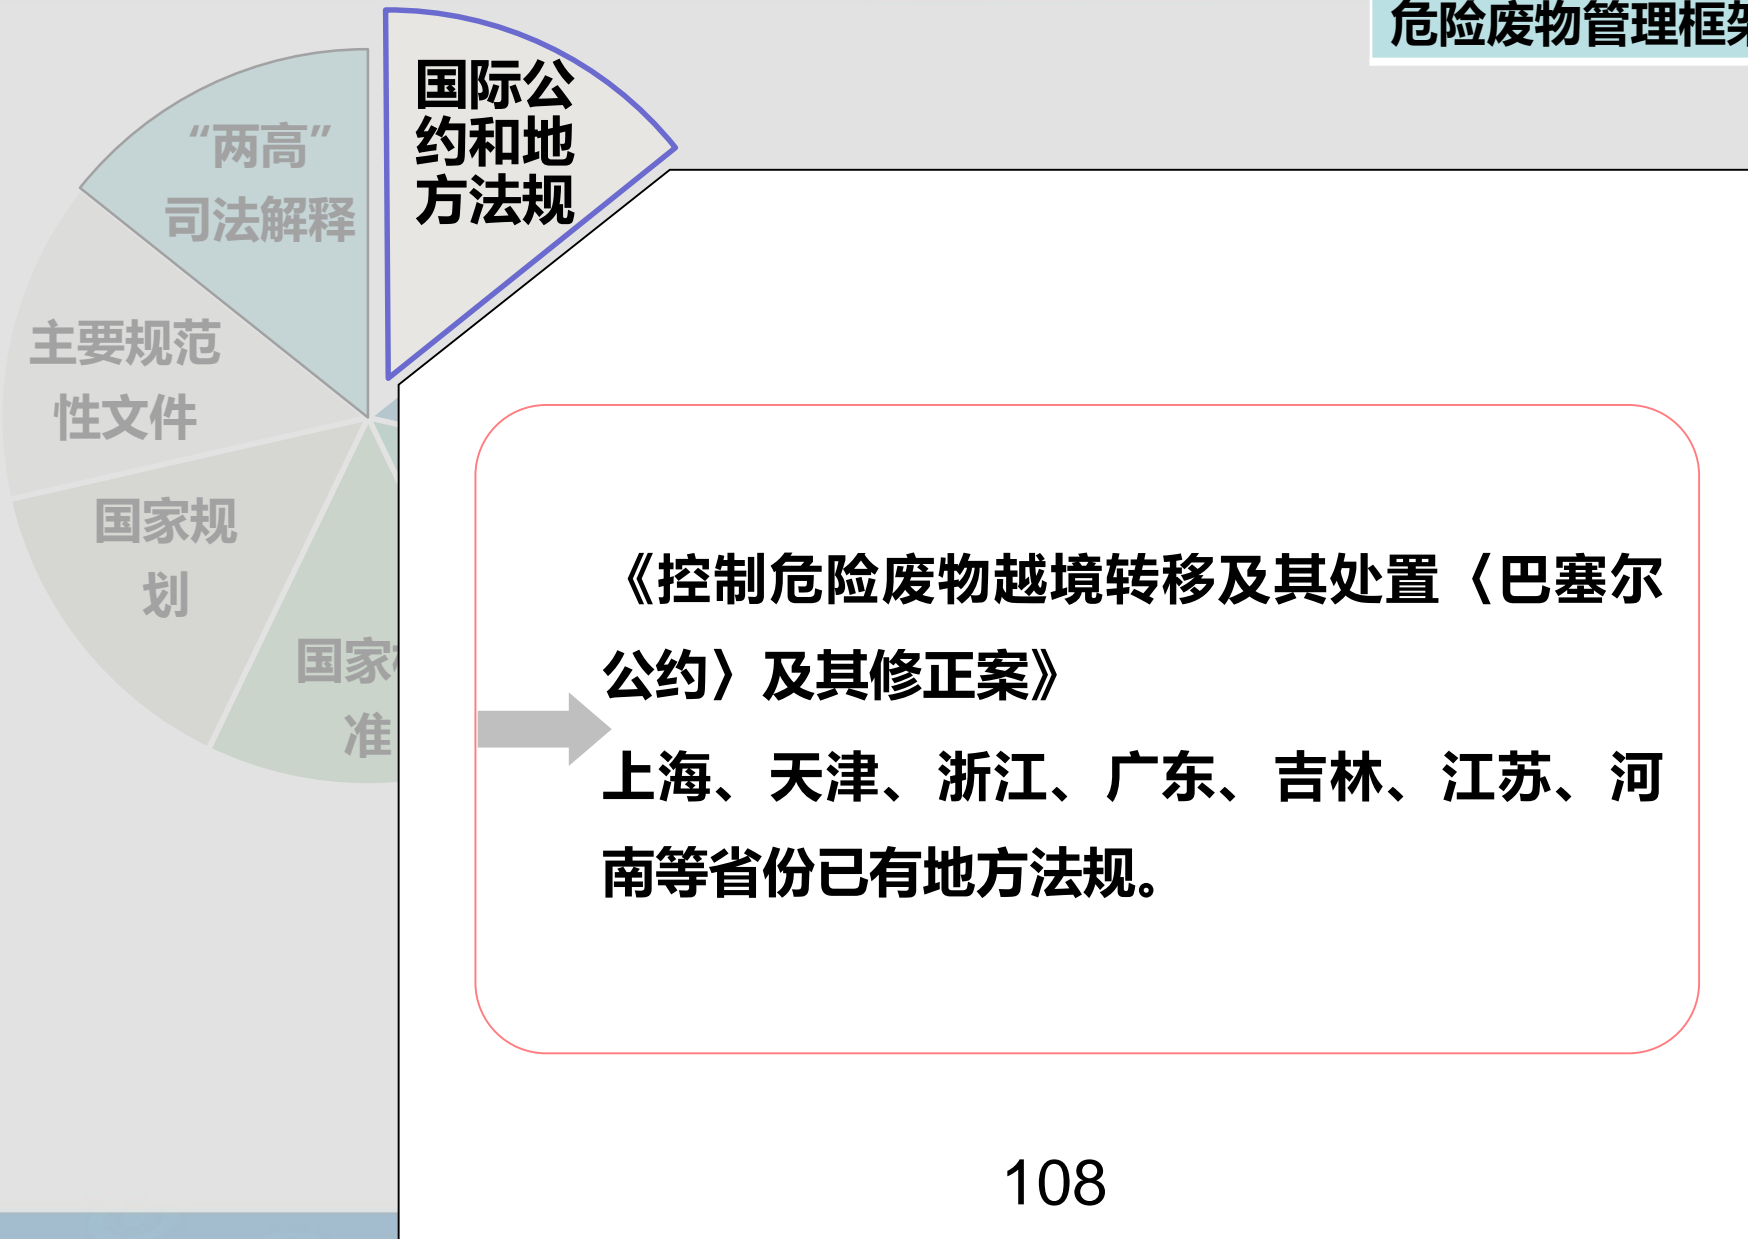 危险废物管理框架
国际公
约和地
方法规
“两高”
司法解释
主要规范
性文件
国家规
划
国家
准
《控制危险废物越境转移及其处置〈巴塞尔
公约〉及其修正案》
上海、天津、浙江、广东、吉林、江苏、河
南等省份已有地方法规。
108